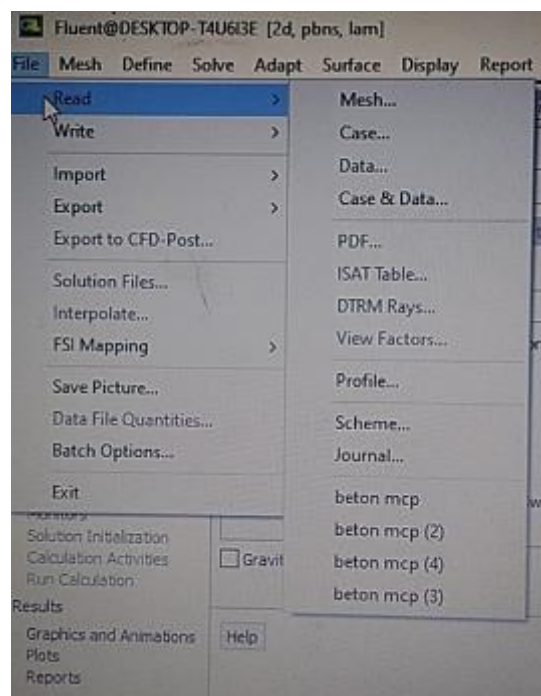 Fluent@DESKTOP-T4U6I3E [2d, pbns, lam]
File Mesh Define Solve Adapt Surface Display Report
Read
Write
Import
Export
Export to CFD-Post...
Solution Files...
Interpolate...
FSI Mapping
Save Picture...
Data File Quantities...
Batch Options...
Exit
Mesh...
Case...
Data...
Case & Data...
PDF...
ISAT Table...
DTRM Rays...
View Factors...
Profile...
Scheme...
Journal...
beton mcp
beton mcp (2)
beton mcp (4)
beton mcp (3)
Monitors
Solution Initialization
Calculation Activities
Run Calculation
Results
Graphics and Animations
Plots
Reports
Gravit
Help